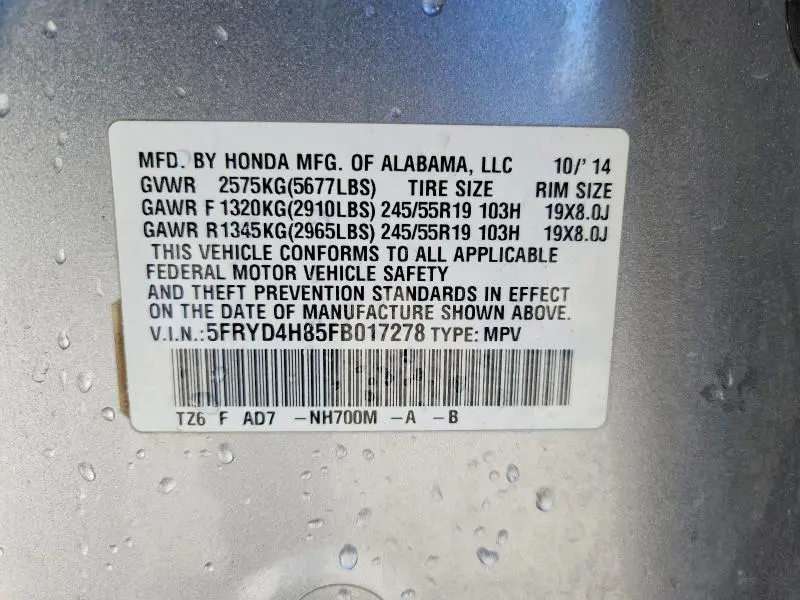 MFD. BY HONDA MFG. OF ALABAMA, LLC 10/' 14
GVWR 2575KG(5677LBS) TIRE SIZE RIM SIZE
GAWR F 1320KG(2910LBS) 245/55R19 103H 19X8.0J
GAWR R1345KG(2965LBS) 245/55R19 103H 19X8.0J
THIS VEHICLE CONFORMS TO ALL APPLICABLE
FEDERAL MOTOR VEHICLE SAFETY
AND THEFT PREVENTION STANDARDS IN EFFECT
ON THE DATE OF MANUFACTURE SHOWN ABOVE.
V.I.N.:5FRYD4H85FB017278 TYPE: MPV
TZ6 F AD7 -NH700M -A -B